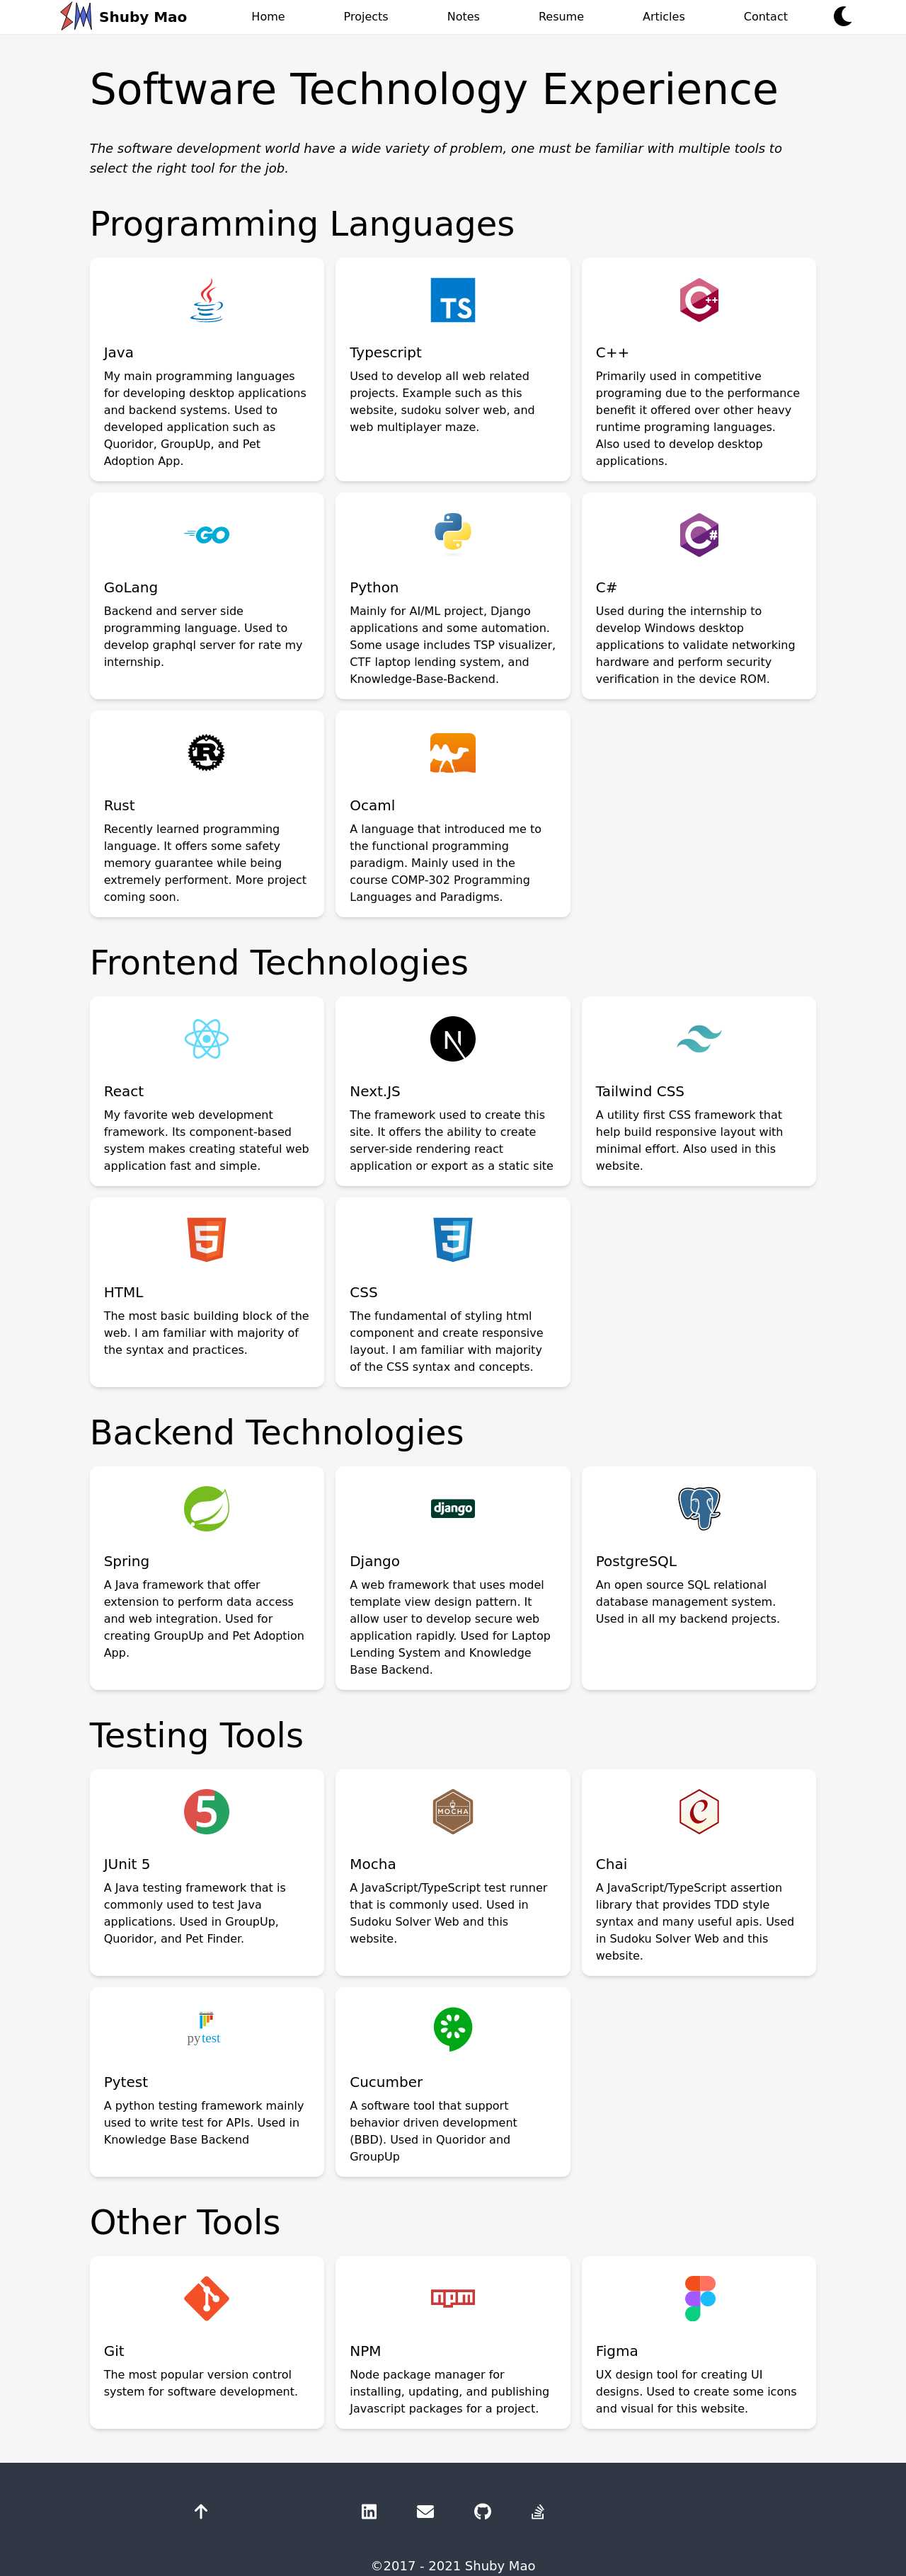 Shuby Mao
Home
Projects
Notes
Resume
Articles
Contact
Software Technology Experience
The software development world have a wide variety of problem, one must be familiar with multiple tools to
select the right tool for the job.
Programming Languages
Java
My main programming languages
for developing desktop applications
and backend systems. Used to
developed application such as
Quoridor, GroupUp, and Pet
Adoption App.
TS
Typescript
Used to develop all web related
projects. Example such as this
website, sudoku solver web, and
web multiplayer maze.
C++
C++
Primarily used in competitive
programing due to the performance
benefit it offered over other heavy
runtime programing languages.
Also used to develop desktop
applications.
GO
GoLang
Backend and server side
programming language. Used to
develop graphql server for rate my
internship.
Python
Mainly for AI/ML project, Django
applications and some automation.
Some usage includes TSP visualizer,
CTF laptop lending system, and
Knowledge-Base-Backend.
C#
C#
Used during the internship to
develop Windows desktop
applications to validate networking
hardware and perform security
verification in the device ROM.
R
Rust
Recently learned programming
language. It offers some safety
memory guarantee while being
extremely performent. More project
coming soon.
Ocaml
A language that introduced me to
the functional programming
paradigm. Mainly used in the
course COMP-302 Programming
Languages and Paradigms.
Frontend Technologies
React
My favorite web development
framework. Its component-based
system makes creating stateful web
application fast and simple.
N
Next.JS
The framework used to create this
site. It offers the ability to create
server-side rendering react
application or export as a static site
Tailwind CSS
A utility first CSS framework that
help build responsive layout with
minimal effort. Also used in this
website.
5
HTML
The most basic building block of the
web. I am familiar with majority of
the syntax and practices.
3
CSS
The fundamental of styling html
component and create responsive
layout. I am familiar with majority
of the CSS syntax and concepts.
Backend Technologies
Spring
A Java framework that offer
extension to perform data access
and web integration. Used for
creating GroupUp and Pet Adoption
App.
django
Django
A web framework that uses model
template view design pattern. It
allow user to develop secure web
application rapidly. Used for Laptop
Lending System and Knowledge
Base Backend.
PostgreSQL
An open source SQL relational
database management system.
Used in all my backend projects.
Testing Tools
5
JUnit 5
A Java testing framework that is
commonly used to test Java
applications. Used in GroupUp,
Quoridor, and Pet Finder.
MOCHA
Mocha
A JavaScript/TypeScript test runner
that is commonly used. Used in
Sudoku Solver Web and this
website.
C
Chai
A JavaScript/TypeScript assertion
library that provides TDD style
syntax and many useful apis. Used
in Sudoku Solver Web and this
website.
pytest
Pytest
A python testing framework mainly
used to write test for APIs. Used in
Knowledge Base Backend
Cucumber
A software tool that support
behavior driven development
(BBD). Used in Quoridor and
GroupUp
Other Tools
Git
The most popular version control
system for software development.
npm
NPM
Node package manager for
installing, updating, and publishing
Javascript packages for a project.
Figma
UX design tool for creating UI
designs. Used to create some icons
and visual for this website.
in
©2017 - 2021 Shuby Mao